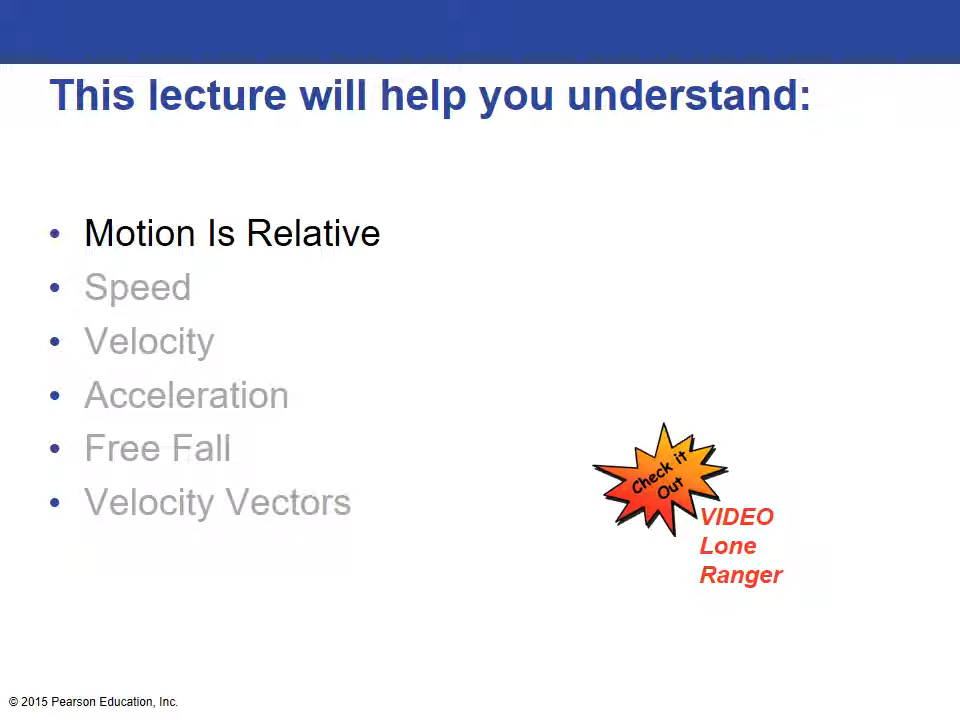 This lecture will help you understand:
• Motion Is Relative
• Speed
• Velocity
• Acceleration
• Free Fall
• Velocity Vectors
Check it
Out
VIDEO
Lone
Ranger
© 2015 Pearson Education, Inc.